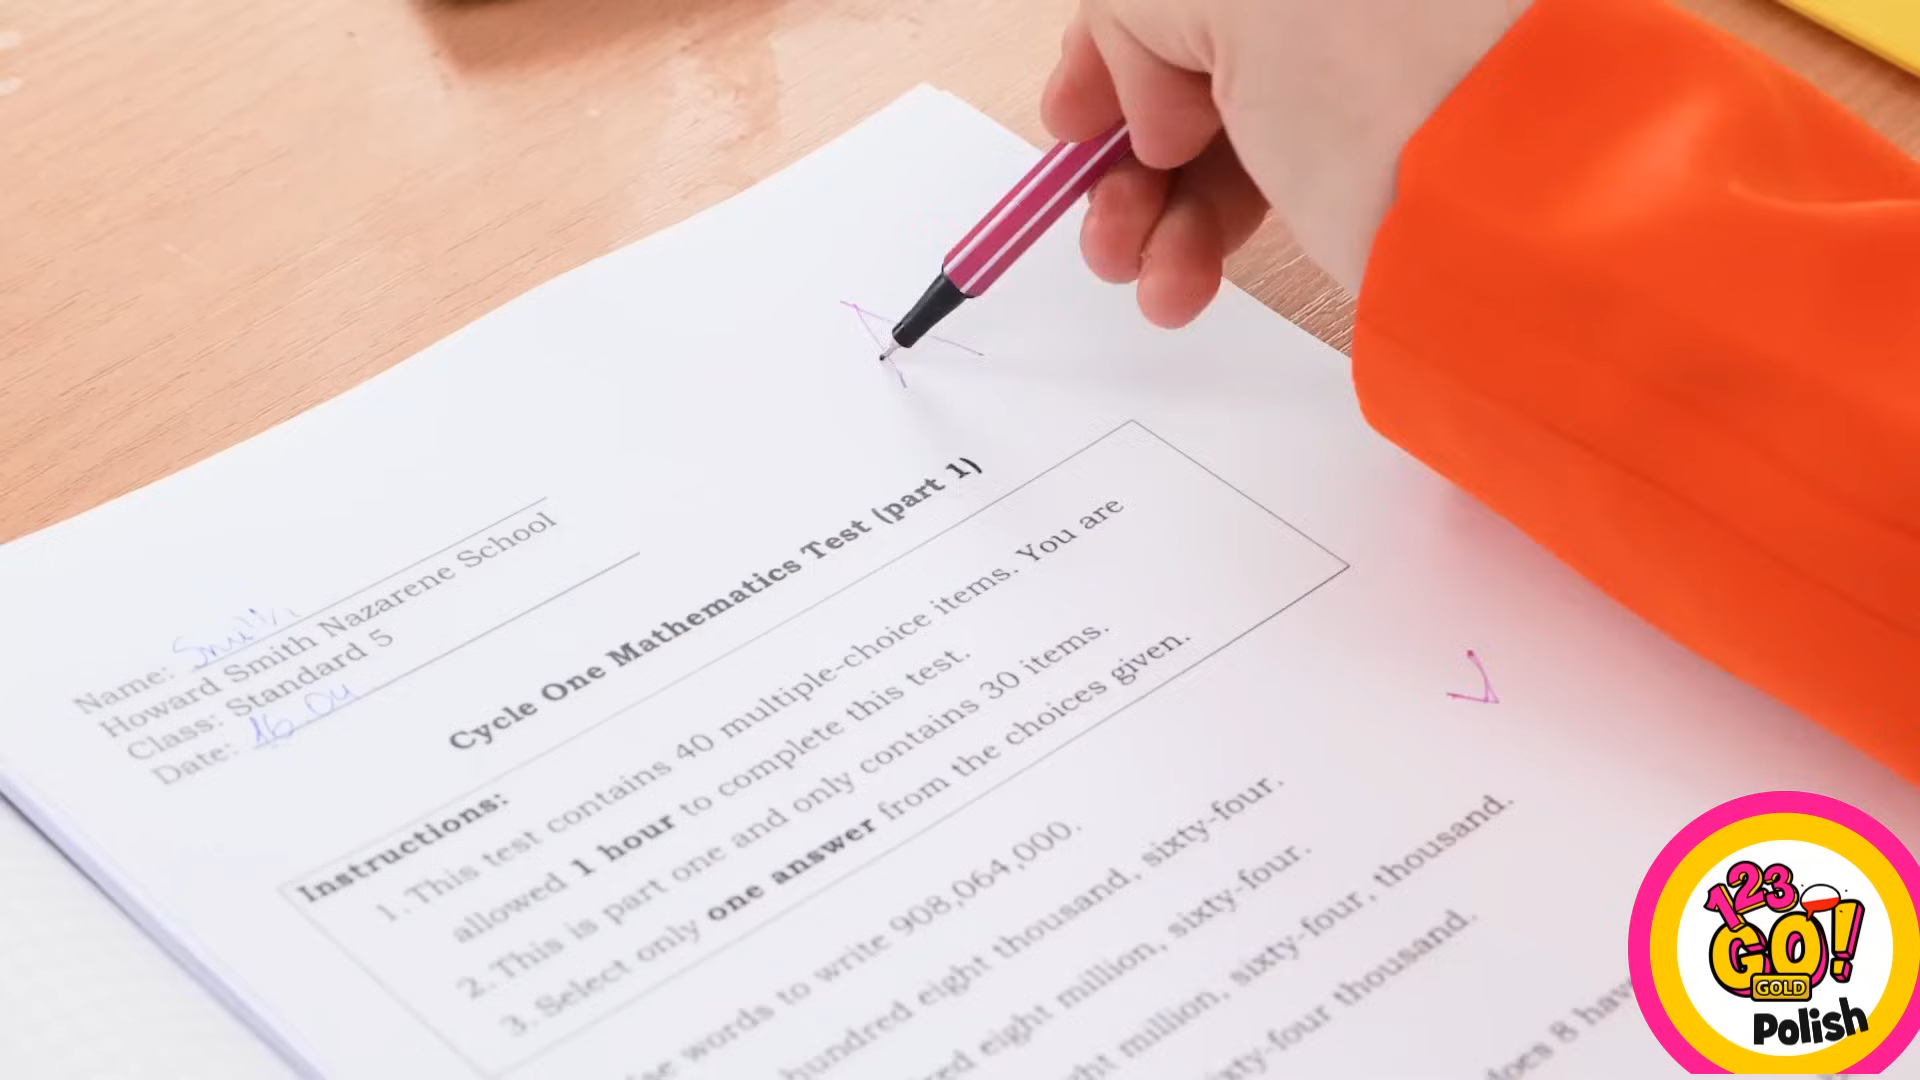 Name: Smith
Howard Smith Nazarene School
Class: Standard 5
Date: 16.04
Cycle One Mathematics Test (part 1)
Instructions:
1. This test contains 40 multiple-choice items. You are
allowed 1 hour to complete this test.
2. This is part one and only contains 30 items.
3. Select only one answer from the choices given.
words to write 908,064,000.
hundred eight thousand, sixty-four.
eight million, sixty-four.
million, sixty-four, thousand.
sixty-four thousand.
does 8 have
123
GO!
GOLD
Polish